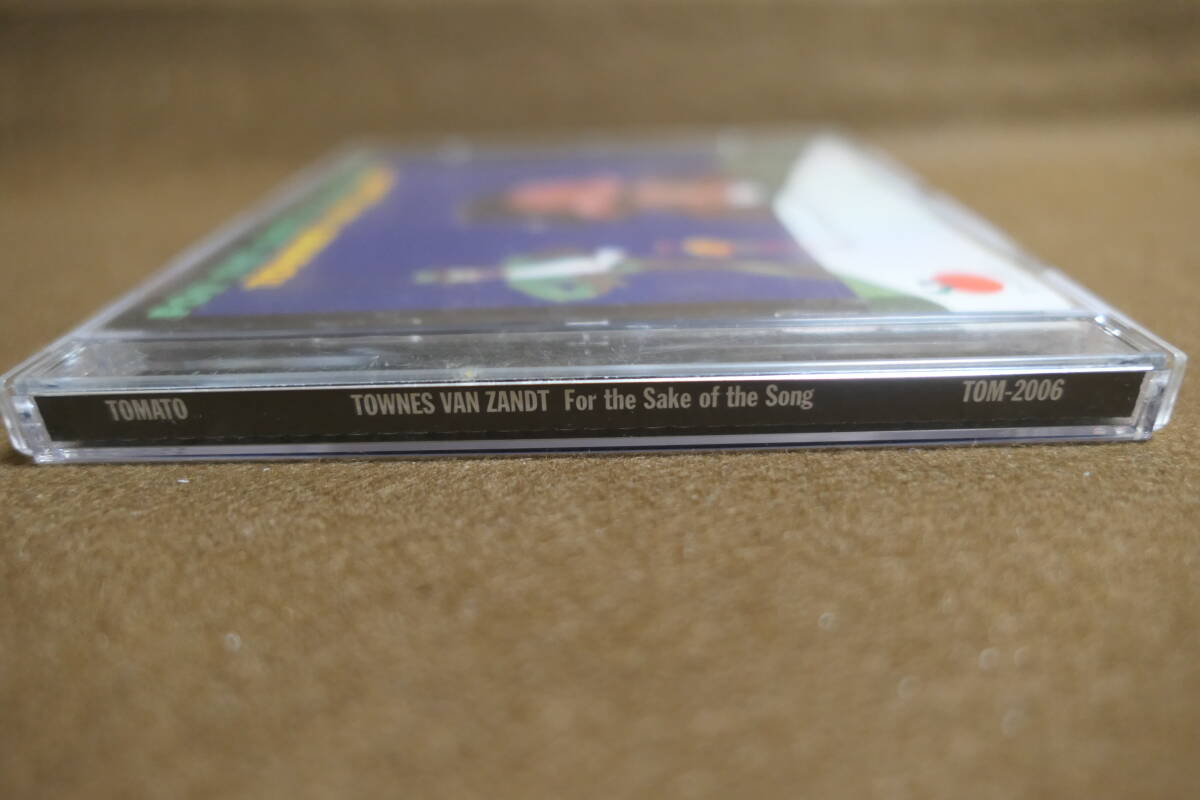 TOMATO TOWNES VAN ZANDT For the Sake of the Song TOM-2006